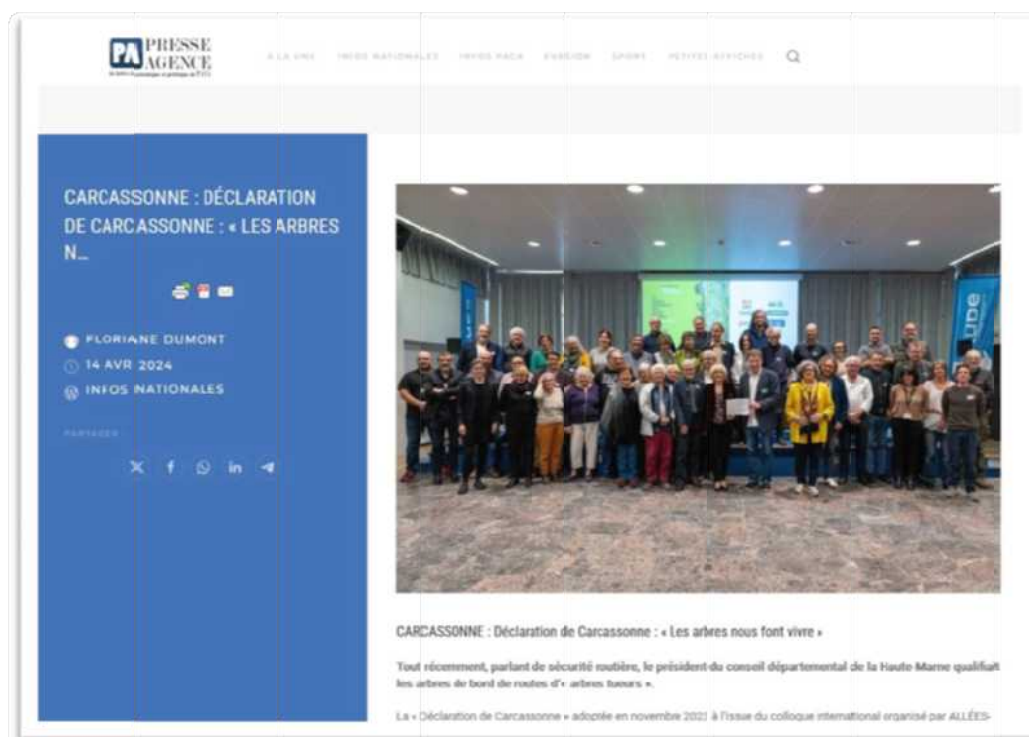 PA PRESSE
AGENCE
A LA UNE INFOS NATIONALES INFOS PACA EVASION SPORT PETITES AFFICHES
CARCASSONNE : DÉCLARATION
DE CARCASSONNE : « LES ARBRES
N...
FLORIANE DUMONT
14 AVR 2024
INFOS NATIONALES
PARTAGER
CARCASSONNE : Déclaration de Carcassonne : « Les arbres nous font vivre »
Tout récemment, parlant de sécurité routière, le président du conseil départemental de la Haute Marne qualifiait
les arbres de bord de routes d'« arbres tueurs ».
La « Déclaration de Carcassonne » adoptée en novembre 2023 à l'issue du colloque international organisé par ALLÉES-